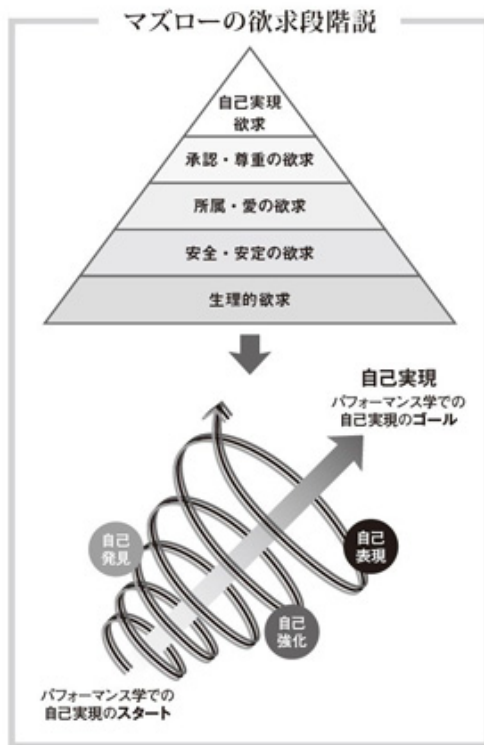 マズローの欲求段階説
自己実現
欲求
承認・尊重の欲求
所属・愛の欲求
安全・安定の欲求
生理的欲求
自己実現
パフォーマンス学での
自己実現のゴール
自己
発見
自己
表現
自己
強化
パフォーマンス学での
自己実現のスタート